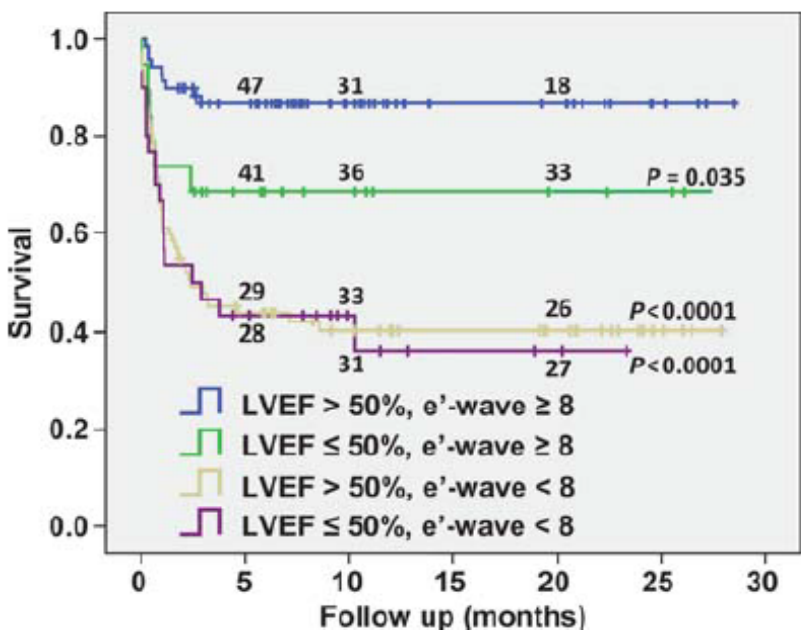 1.0
0.8
0.6
0.4
0.2
0.0
Survival
47 31 18
41 36 33 P = 0.035
29 33 26 P<0.0001
28 31 27 P<0.0001
LVEF > 50%, e’-wave ≥ 8
LVEF ≤ 50%, e’-wave ≥ 8
LVEF > 50%, e’-wave < 8
LVEF ≤ 50%, e’-wave < 8
0 5 10 15 20 25 30
Follow up (months)